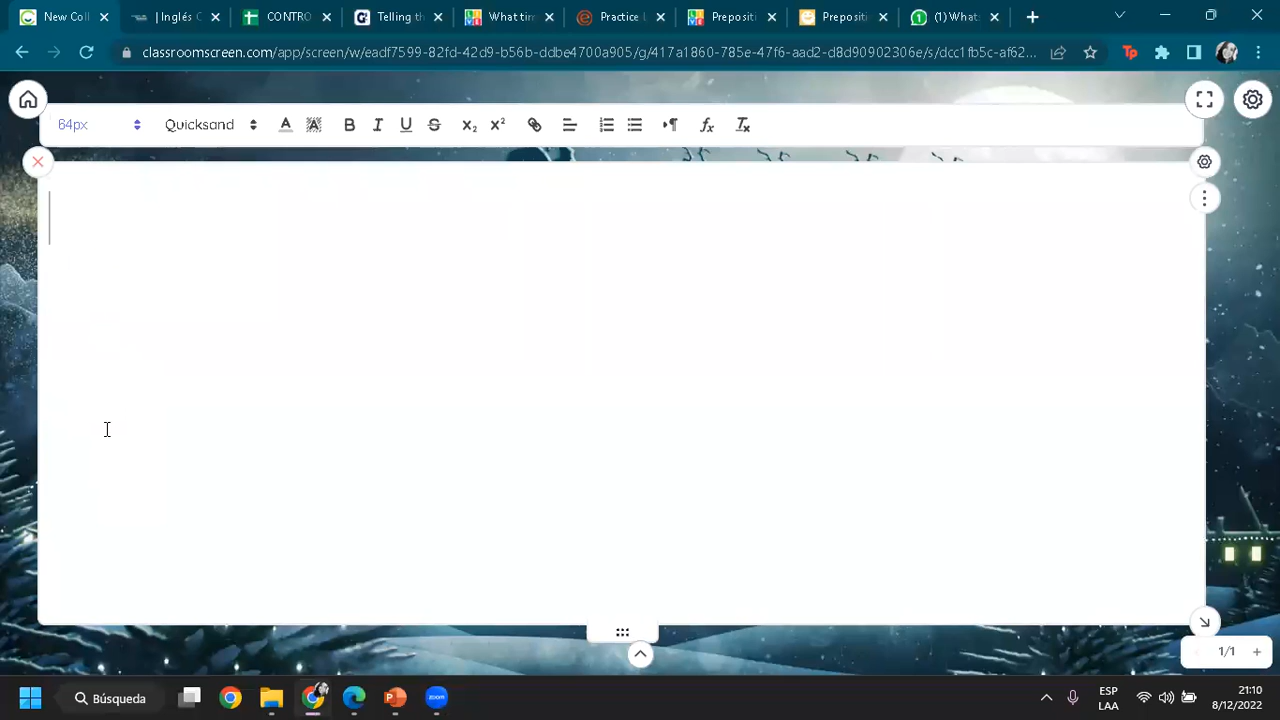 New Coll
| Inglés C
CONTRO
Telling th
What time
Practice L
Prepositi
Prepositi
(1) What
classroomscreen.com/app/screen/w/eadf7599-82fd-42d9-b56b-ddbe4700a905/g/417a1860-785e-47f6-aad2-d8d90902306e/s/dcc1fb5c-af62...
64px
Quicksand
1/1
Búsqueda
ESP
LAA
21:10
8/12/2022